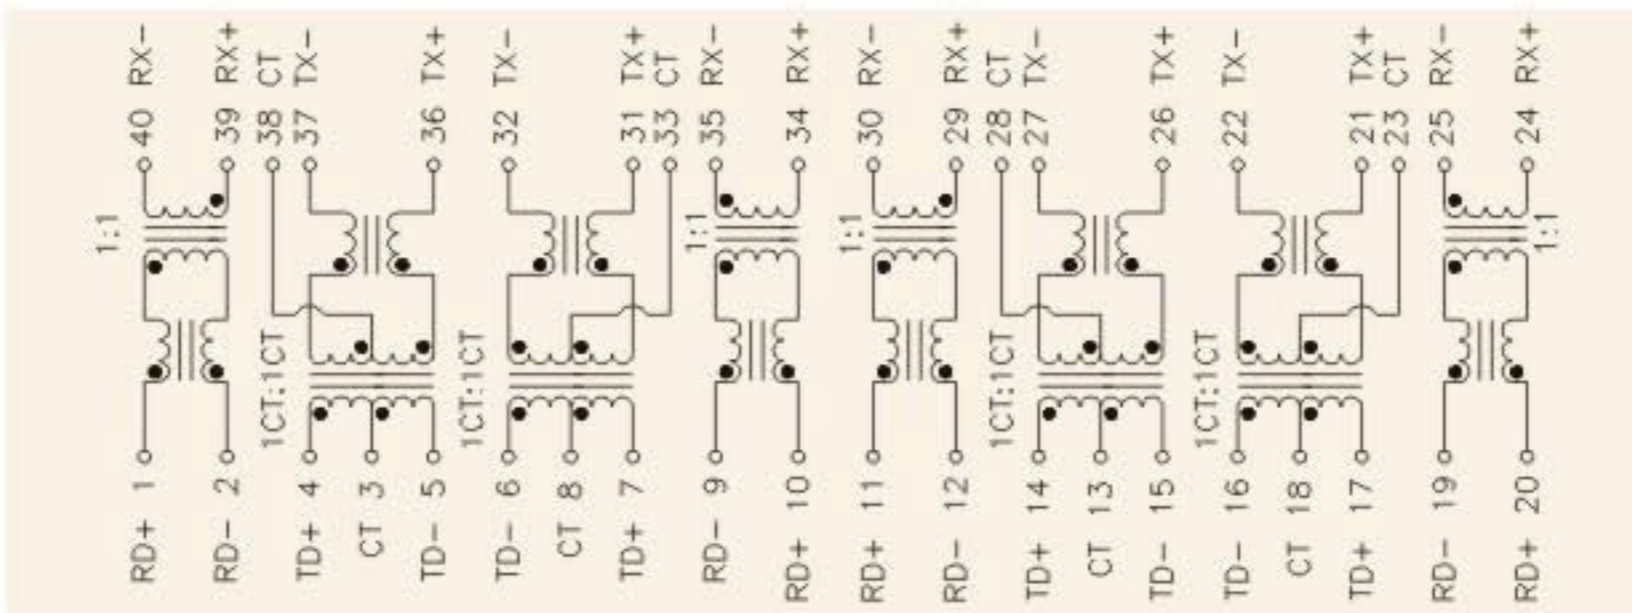 40 RX-
39 RX+
38 CT
37 TX-
36 TX+
32 TX-
31 TX+
33 CT
35 RX-
34 RX+
30 RX-
29 RX+
28 CT
27 TX-
26 TX+
22 TX-
21 TX+
23 CT
25 RX-
24 RX+
1:1
1:1
1:1
1:1
1CT:1CT
1CT:1CT
1CT:1CT
1CT:1CT
RD+ 1
RD- 2
TD+ 4
CT 3
TD- 5
TD- 6
CT 8
TD+ 7
RD- 9
RD+ 10
RD+ 11
RD- 12
TD+ 14
CT 13
TD- 15
TD- 16
CT 18
TD+ 17
RD- 19
RD+ 20